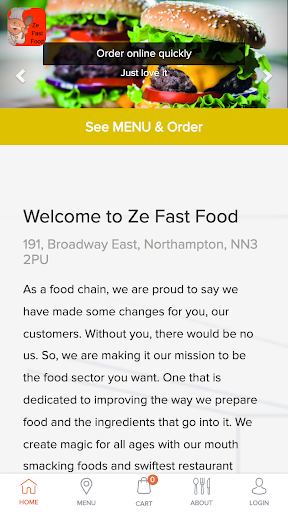 Ze
Fast
Food
Order online quickly
Just love it
See MENU & Order
Welcome to Ze Fast Food
191, Broadway East, Northampton, NN3
2PU
As a food chain, we are proud to say we
have made some changes for you, our
customers. Without you, there would be no
us. So, we are making it our mission to be
the food sector you want. One that is
dedicated to improving the way we prepare
food and the ingredients that go into it. We
create magic for all ages with our mouth
smacking foods and swiftest restaurant
0
HOME MENU CART ABOUT LOGIN